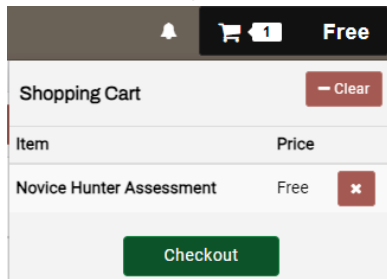 1 Free
Shopping Cart Clear
Item Price
Novice Hunter Assessment Free
Checkout